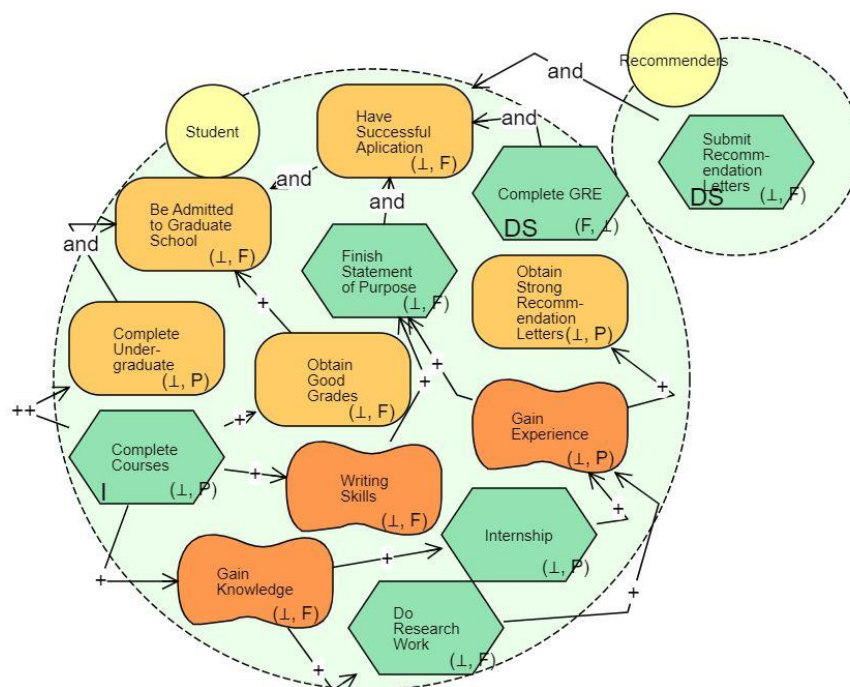 Recommenders
and
Student
Have
Successful
Aplication
(⊥, F)
and
Submit
Recomm-
endation
Letters
DS
(⊥, F)
and
Be Admitted
to Graduate
School
(⊥, F)
Complete GRE
DS
(F, ⊥)
and
and
Finish
Statement
of Purpose
(⊥, F)
Obtain
Strong
Recomm-
endation
Letters
(⊥, P)
+
Complete
Under-
graduate
(⊥, P)
Obtain
Good
Grades
(⊥, F)
+
+
+
++
+
Complete
Courses
I
(⊥, P)
Gain
Experience
(⊥, P)
+
Writing
Skills
(⊥, F)
+
Internship
(⊥, P)
+
+
Gain
Knowledge
(⊥, F)
+
Do
Research
Work
(⊥, F)
+
+